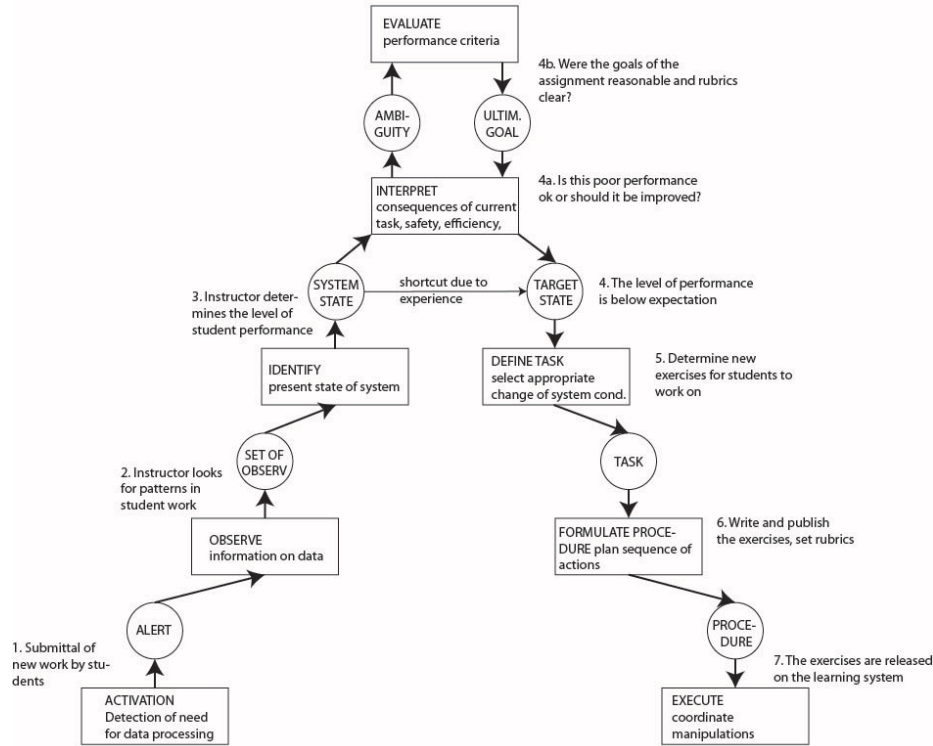 EVALUATE
performance criteria
4b. Were the goals of the
assignment reasonable and rubrics
clear?
AMBI-
GUITY
ULTIM.
GOAL
4a. Is this poor performance
ok or should it be improved?
INTERPRET
consequences of current
task, safety, efficiency,
SYSTEM
STATE
shortcut due to
experience
TARGET
STATE
4. The level of performance
is below expectation
3. Instructor deter-
mines the level of
student performance
IDENTIFY
present state of system
DEFINE TASK
select appropriate
change of system cond.
5. Determine new
exercises for students to
work on
SET OF
OBSERV
TASK
2. Instructor looks
for patterns in
student work
OBSERVE
information on data
FORMULATE PROCE-
DURE plan sequence of
actions
6. Write and publish
the exercises, set rubrics
ALERT
PROCE-
DURE
1. Submittal of
new work by stu-
dents
7. The exercises are released
on the learning system
ACTIVATION
Detection of need
for data processing
EXECUTE
coordinate
manipulations